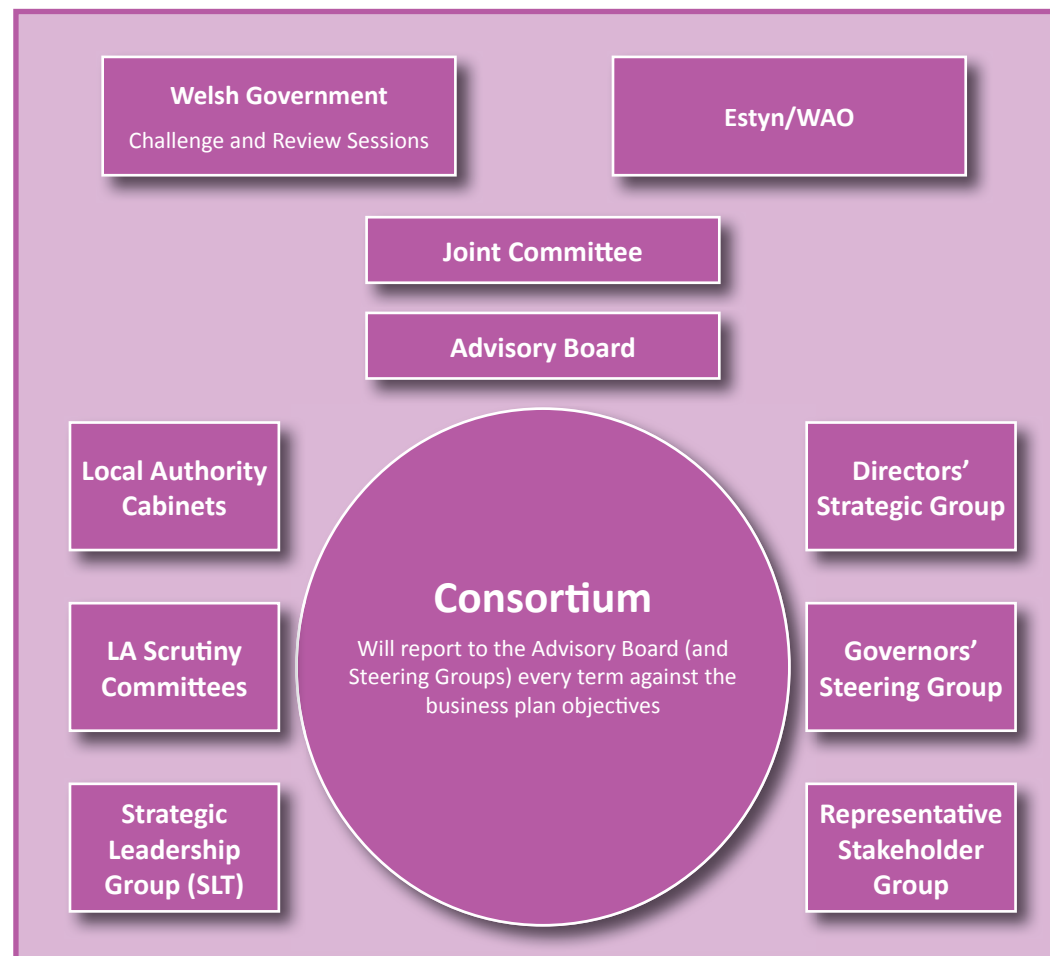 Welsh Government
Challenge and Review Sessions
Estyn/WAO
Joint Committee
Advisory Board
Local Authority
Cabinets
LA Scrutiny
Committees
Strategic
Leadership
Group (SLT)
Consortium
Will report to the Advisory Board (and
Steering Groups) every term against the
business plan objectives
Directors’
Strategic Group
Governors’
Steering Group
Representative
Stakeholder
Group